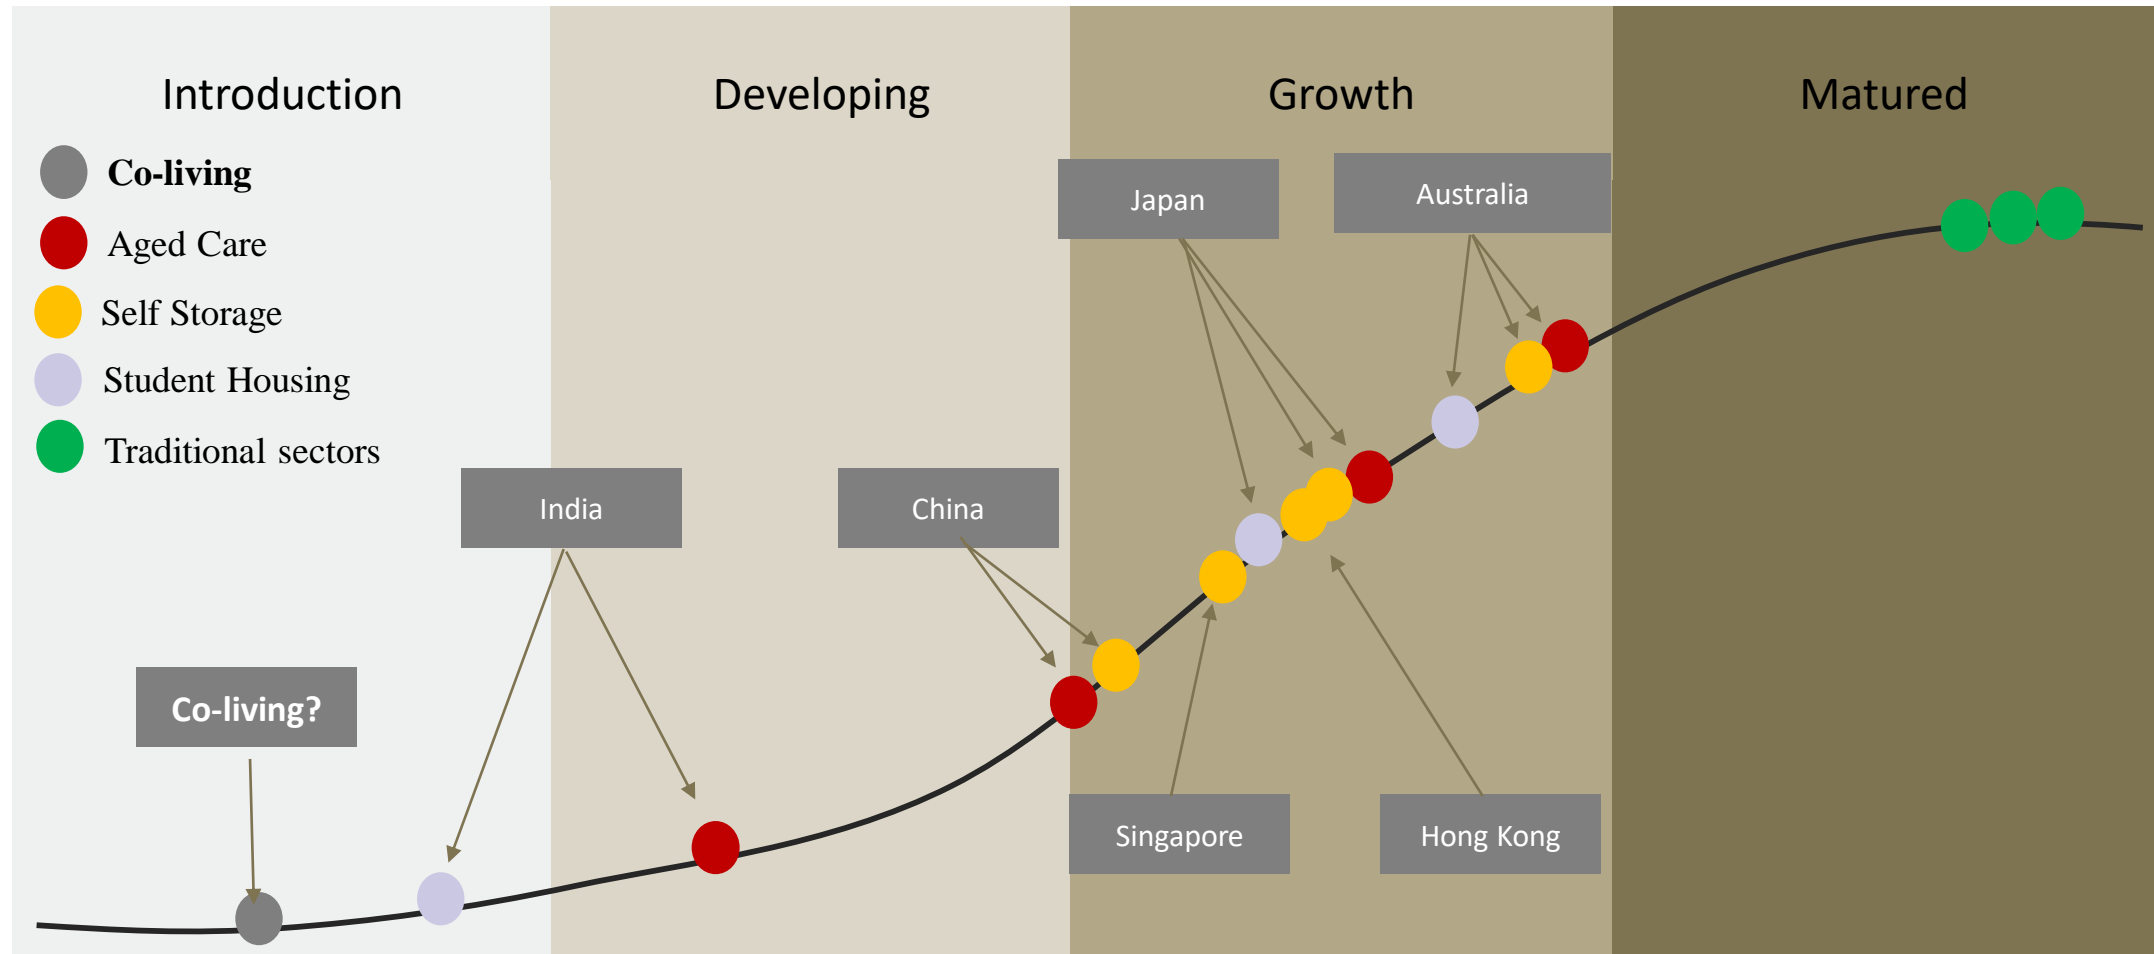 Introduction
Developing
Growth
Matured
Co-living
Aged Care
Self Storage
Student Housing
Traditional sectors
Japan
Australia
India
China
Co-living?
Singapore
Hong Kong